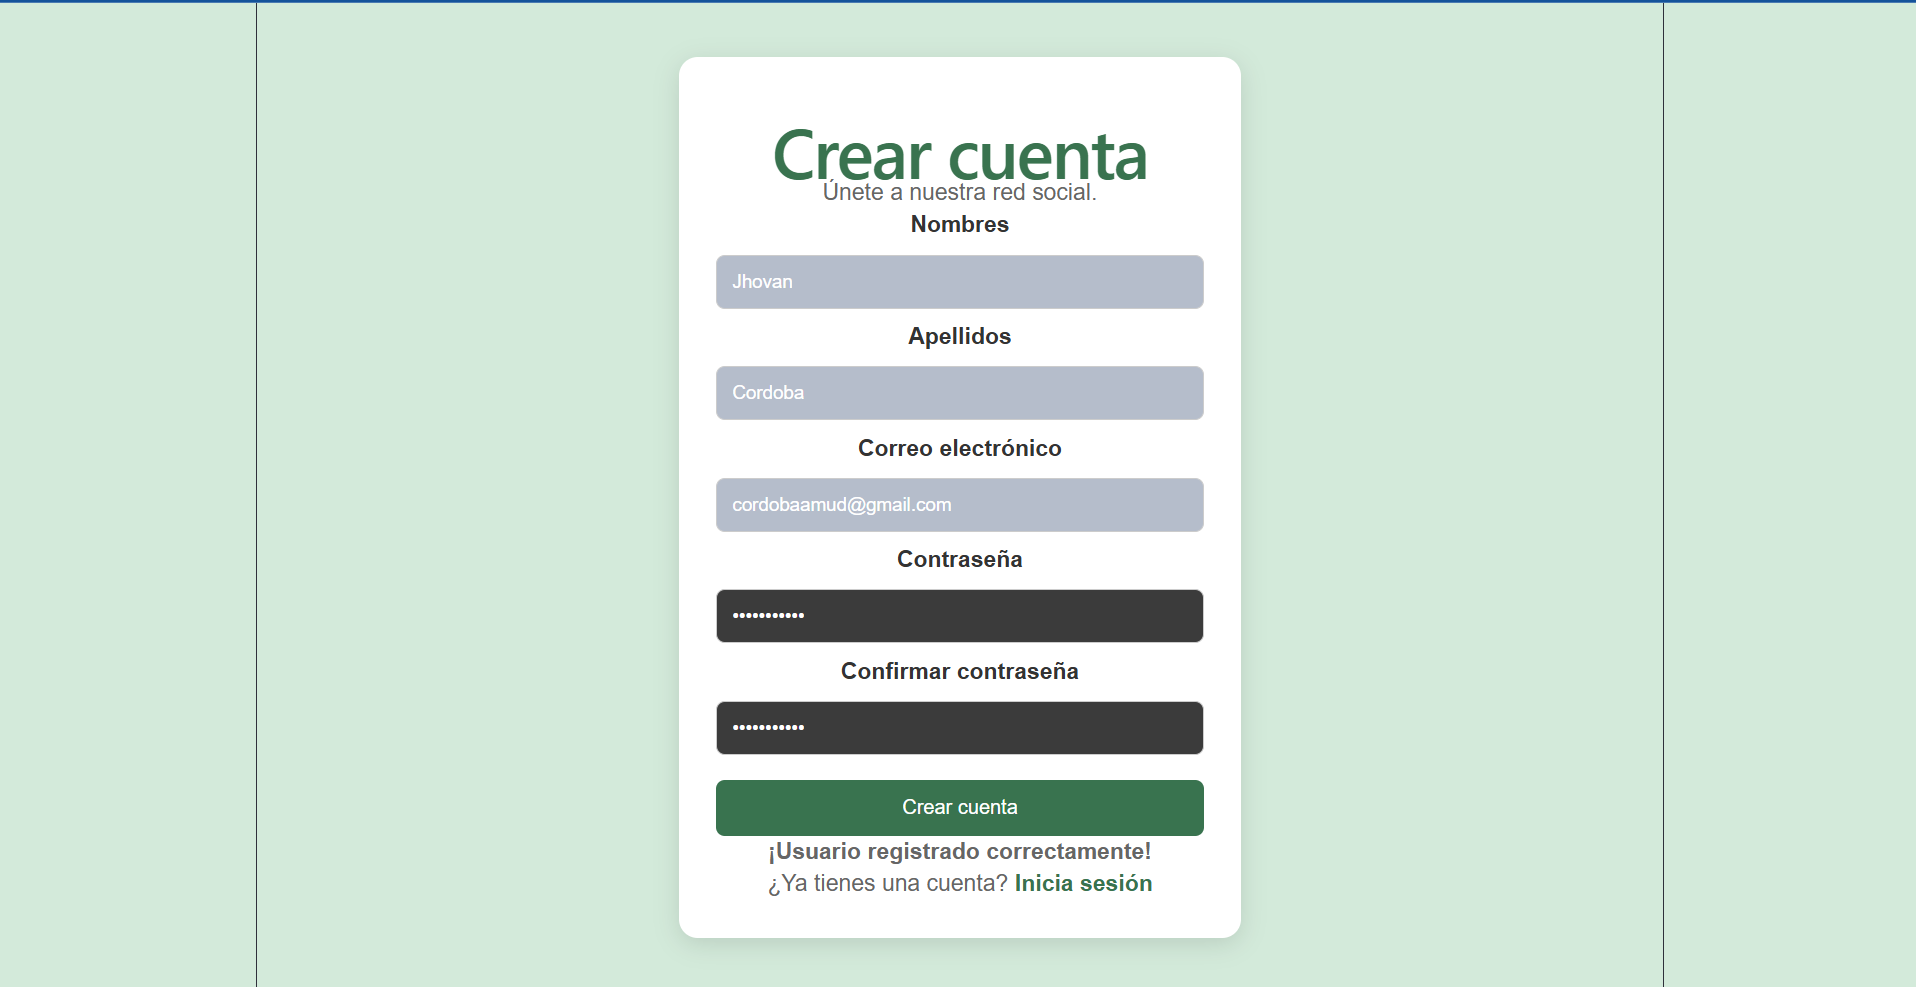 Crear cuenta
Únete a nuestra red social.
Nombres
Jhovan
Apellidos
Cordoba
Correo electrónico
cordobaamud@gmail.com
Contraseña
•••••••••••
Confirmar contraseña
•••••••••••
Crear cuenta
¡Usuario registrado correctamente!
¿Ya tienes una cuenta? Inicia sesión